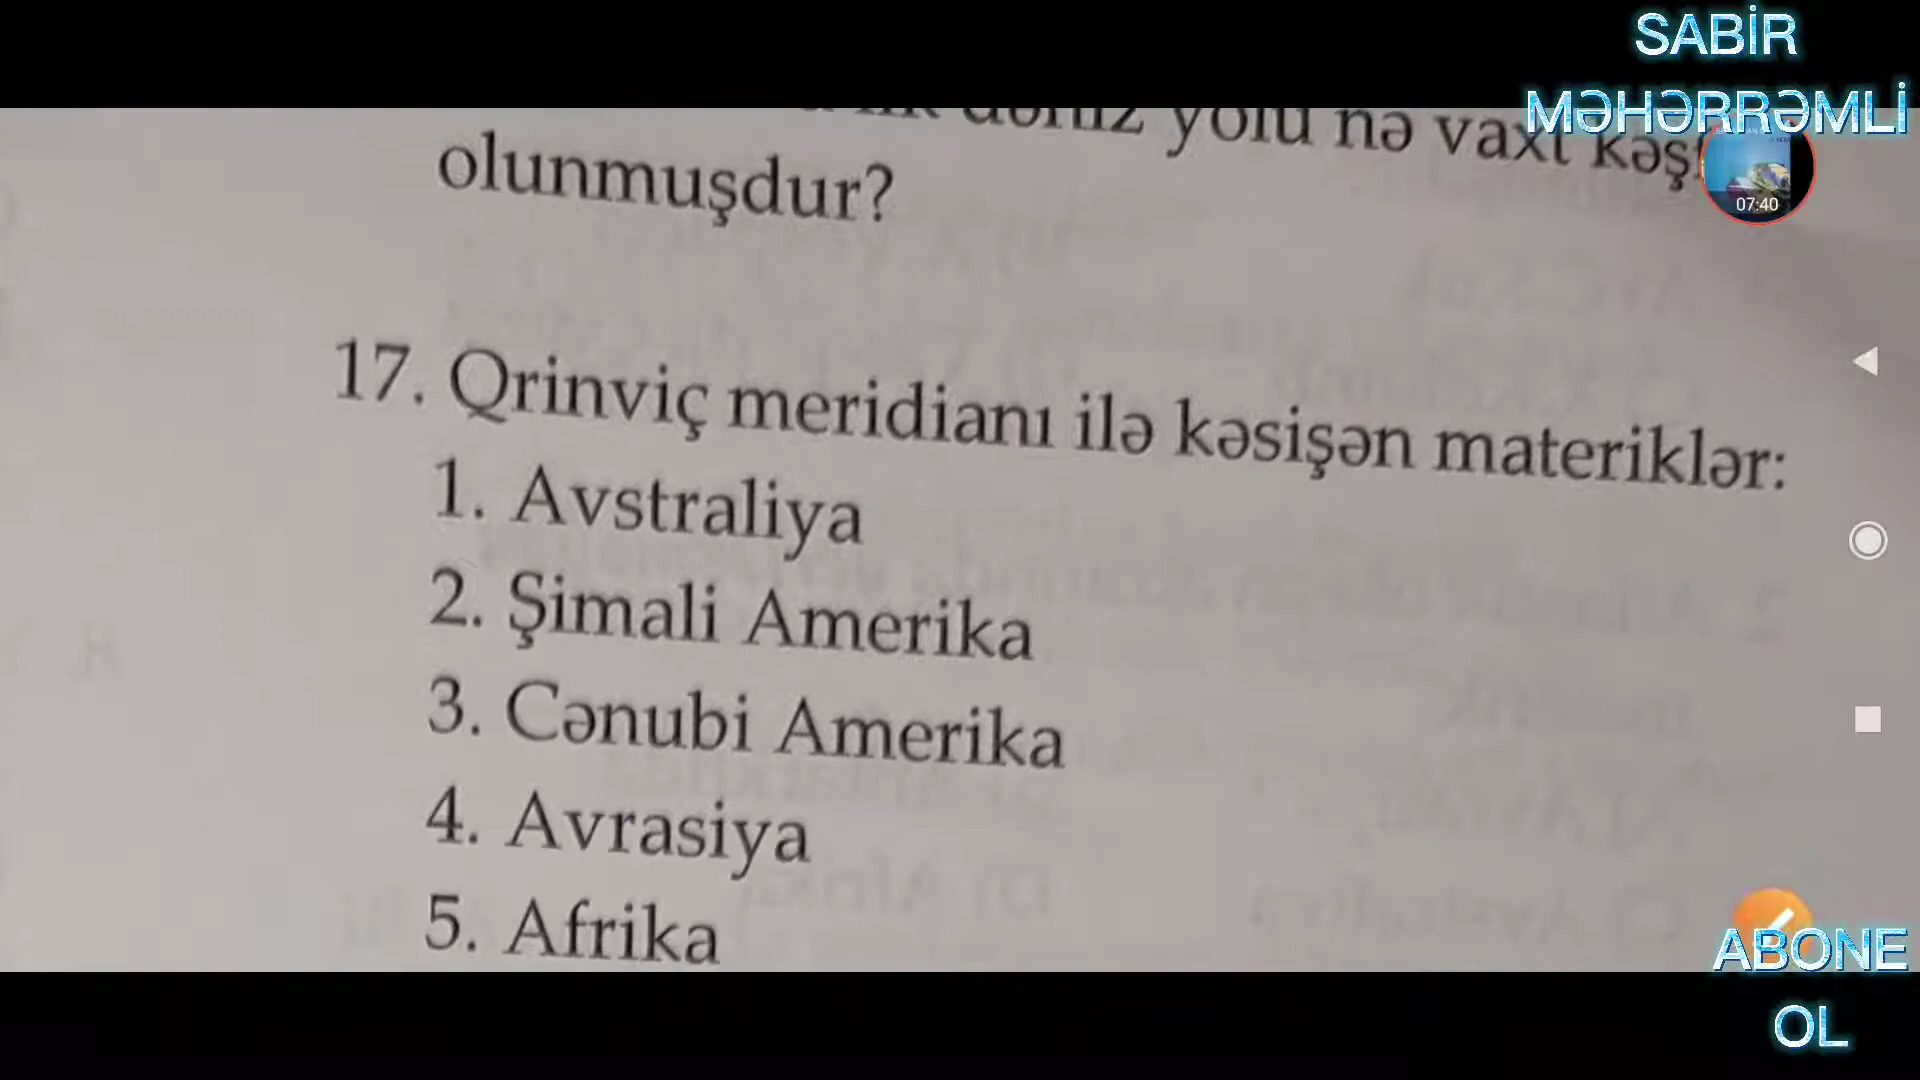 SABİR
MƏHƏRRƏMLİ
dəniz yolu nə vaxt
olunmuşdur?
07:40
17. Qrinviç meridianı ilə kəsişən materiklər:
1. Avstraliya
2. Şimali Amerika
3. Cənubi Amerika
4. Avrasiya
5. Afrika
ABONE
OL